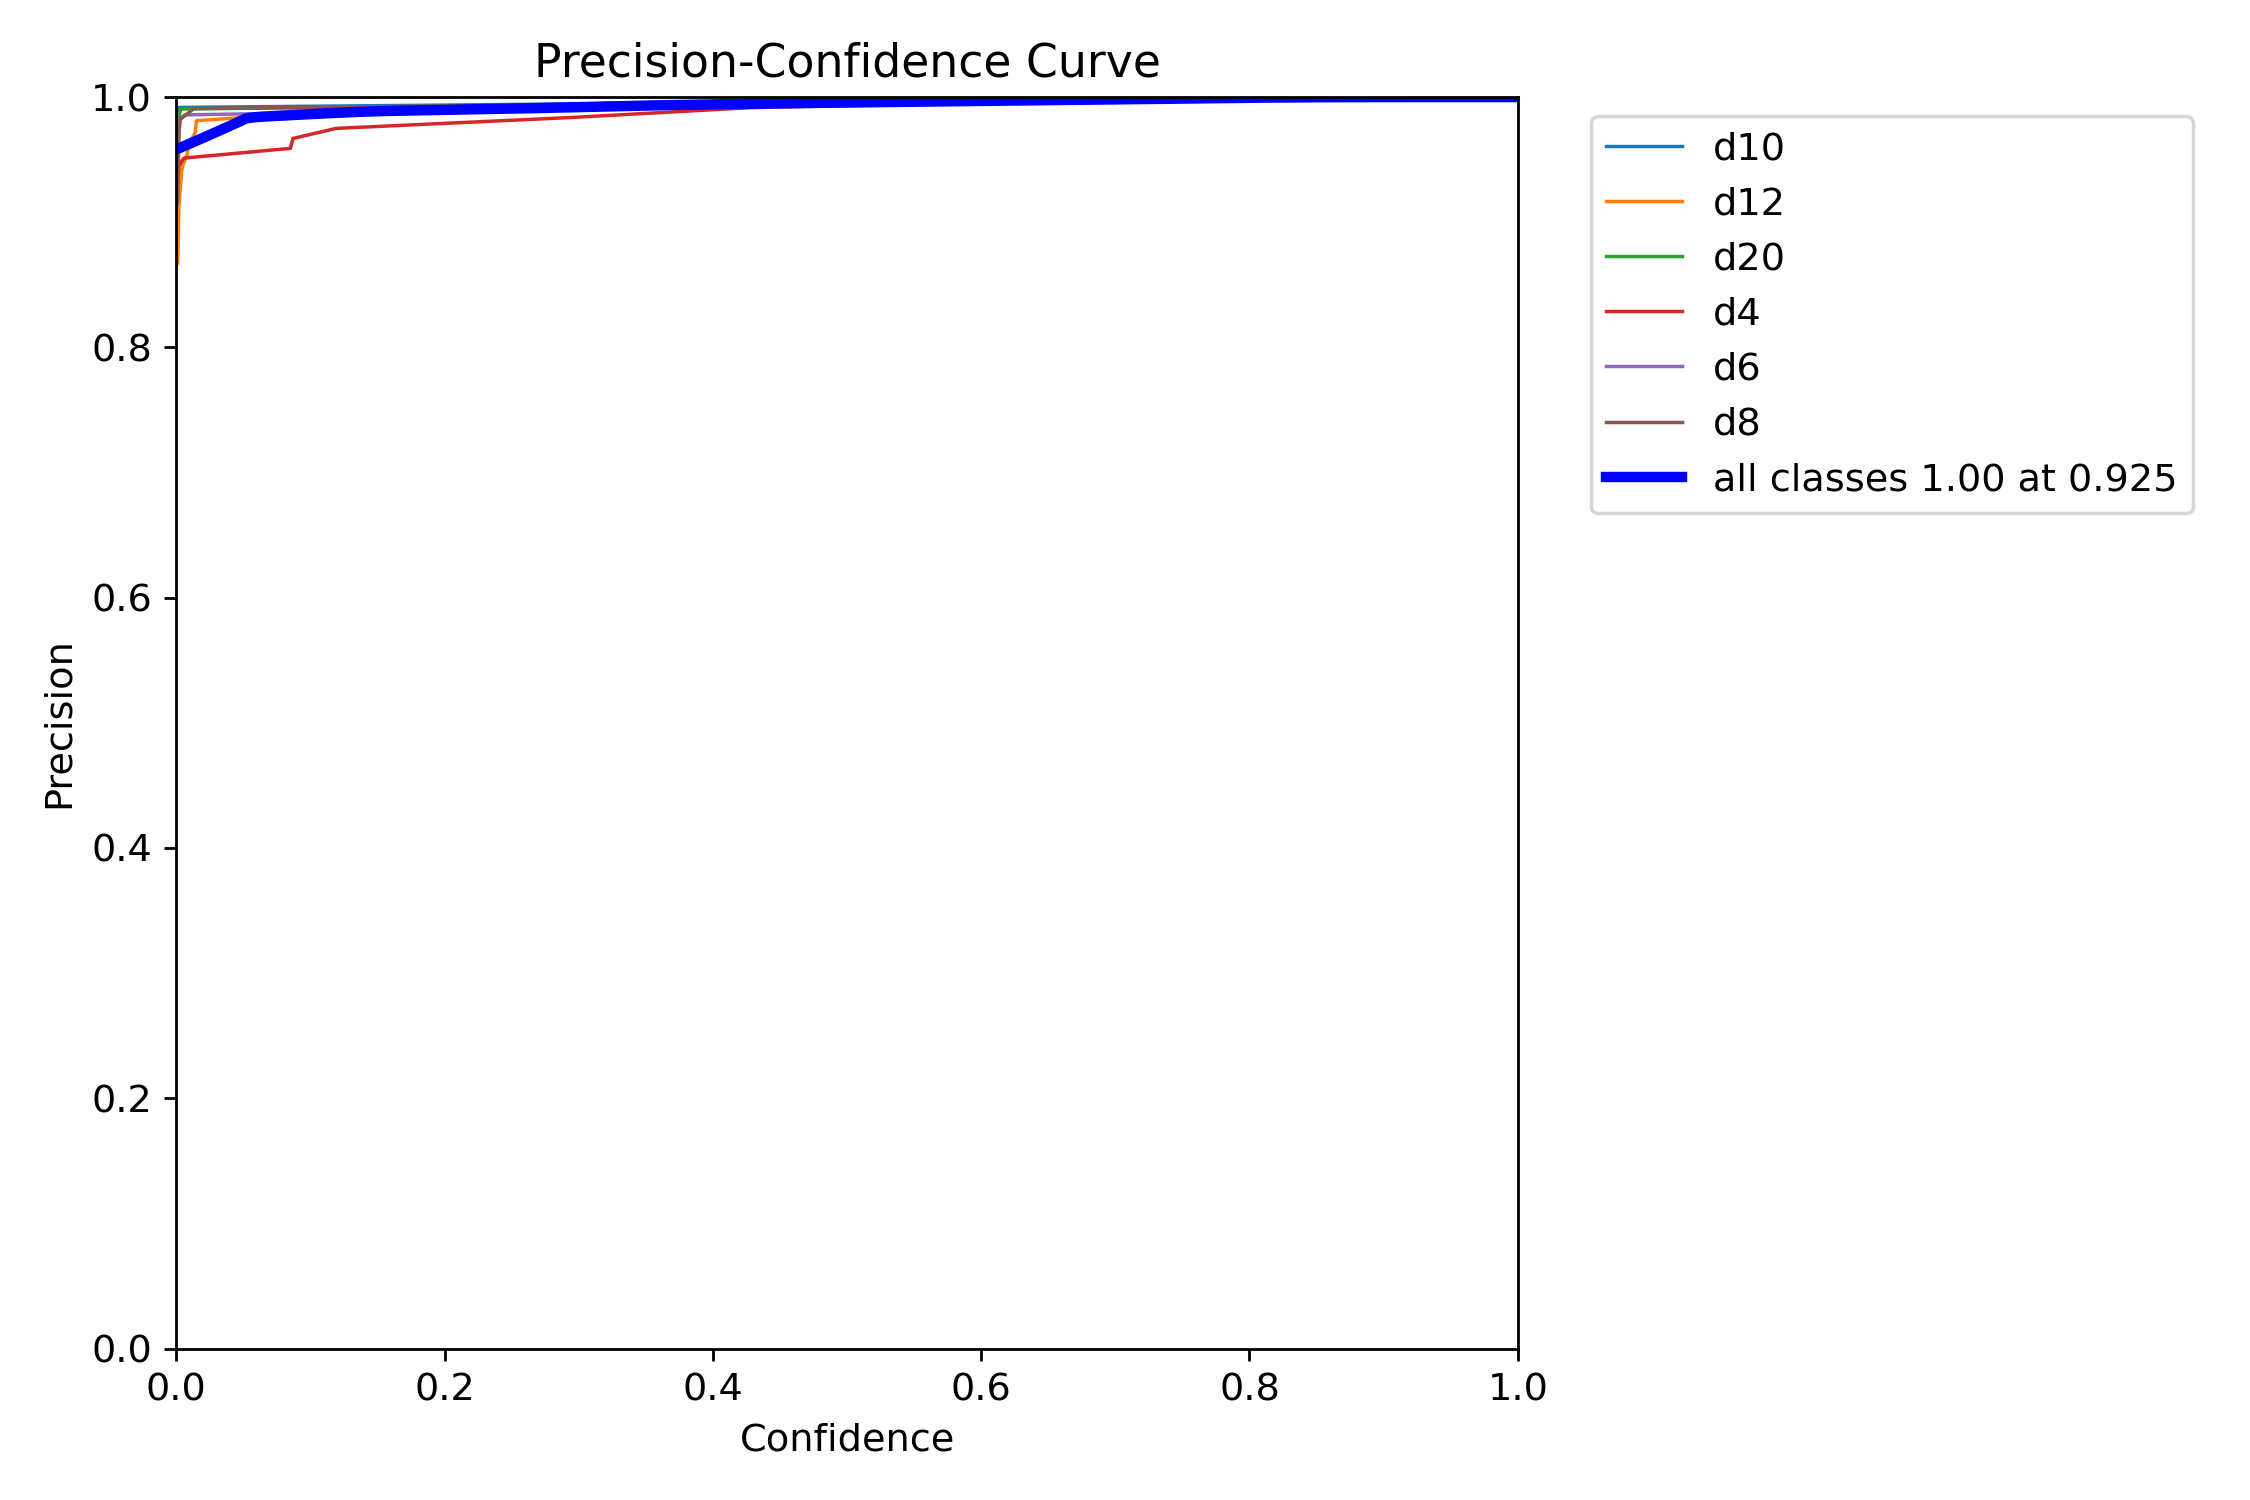 Precision-Confidence Curve
1.0
0.8
0.6
0.4
0.2
0.0
Precision
0.0 0.2 0.4 0.6 0.8 1.0
Confidence
d10
d12
d20
d4
d6
d8
all classes 1.00 at 0.925